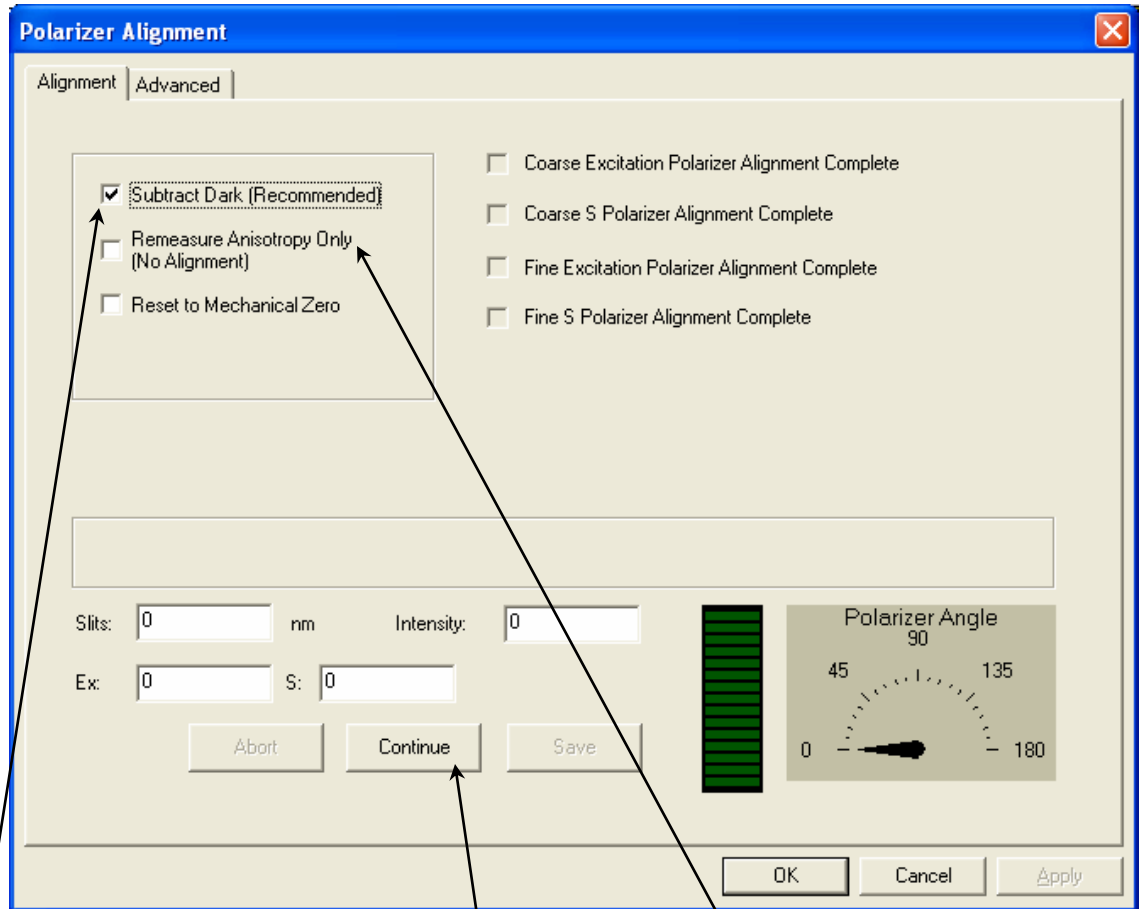 Polarizer Alignment
Alignment
Advanced
Subtract Dark (Recommended)
Remeasure Anisotropy Only
(No Alignment)
Reset to Mechanical Zero
Coarse Excitation Polarizer Alignment Complete
Coarse S Polarizer Alignment Complete
Fine Excitation Polarizer Alignment Complete
Fine S Polarizer Alignment Complete
Slits: 0 nm Intensity: 0
Ex: 0 S: 0
Abort Continue Save
Polarizer Angle
90
45 135
0 180
OK Cancel Apply